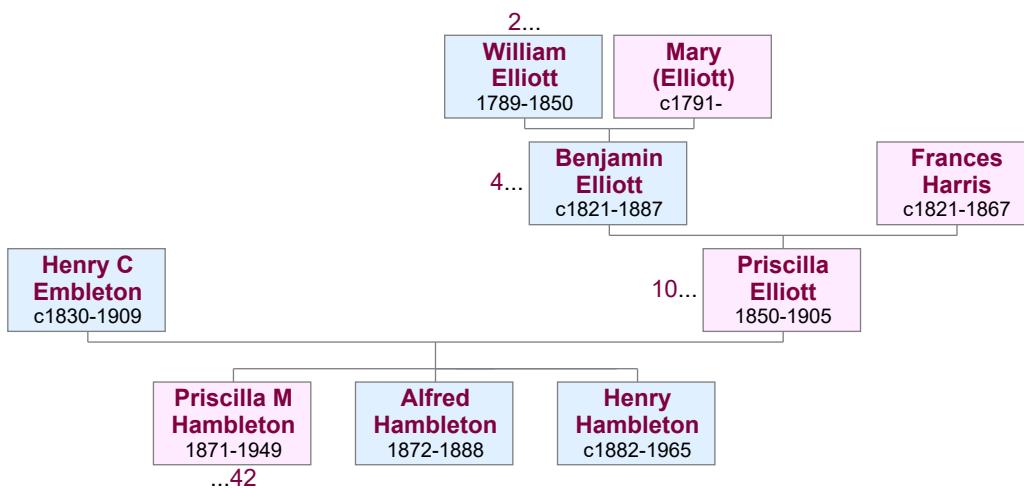 2...
William
Elliott
1789-1850
Mary
(Elliott)
c1791-
4...
Benjamin
Elliott
c1821-1887
Frances
Harris
c1821-1867
Henry C
Embleton
c1830-1909
10...
Priscilla
Elliott
1850-1905
Priscilla M
Hambleton
1871-1949
Alfred
Hambleton
1872-1888
Henry
Hambleton
c1882-1965
...42